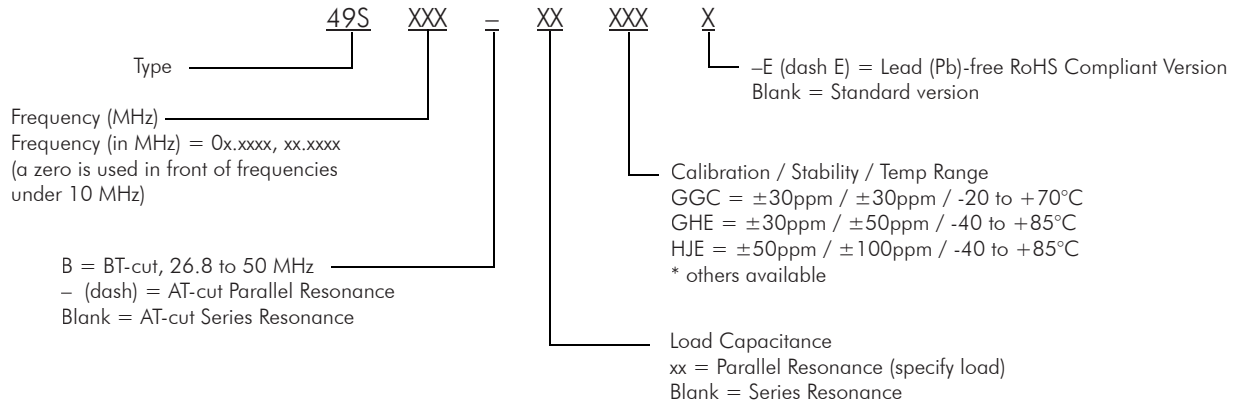 49S XXX – XX XXX X
Type
–E (dash E) = Lead (Pb)-free RoHS Compliant Version
Blank = Standard version
Frequency (MHz)
Frequency (in MHz) = 0x.xxxx, xx.xxxx
(a zero is used in front of frequencies
under 10 MHz)
Calibration / Stability / Temp Range
GGC = ±30ppm / ±30ppm / -20 to +70°C
GHE = ±30ppm / ±50ppm / -40 to +85°C
HJE = ±50ppm / ±100ppm / -40 to +85°C
* others available
B = BT-cut, 26.8 to 50 MHz
– (dash) = AT-cut Parallel Resonance
Blank = AT-cut Series Resonance
Load Capacitance
xx = Parallel Resonance (specify load)
Blank = Series Resonance